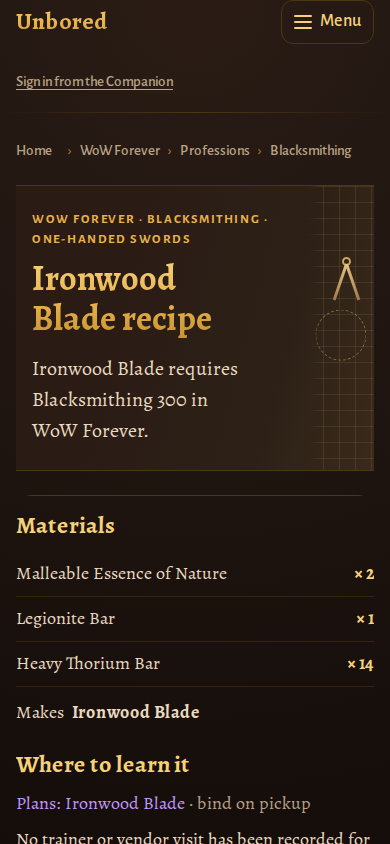 Unbored
Menu
Sign in from the Companion
Home › WoW Forever › Professions › Blacksmithing
WOW FOREVER · BLACKSMITHING ·
ONE-HANDED SWORDS
Ironwood
Blade recipe
Ironwood Blade requires
Blacksmithing 300 in
WoW Forever.
Materials
Malleable Essence of Nature × 2
Legionite Bar × 1
Heavy Thorium Bar × 14
Makes Ironwood Blade
Where to learn it
Plans: Ironwood Blade · bind on pickup
No trainer or vendor visit has been recorded for